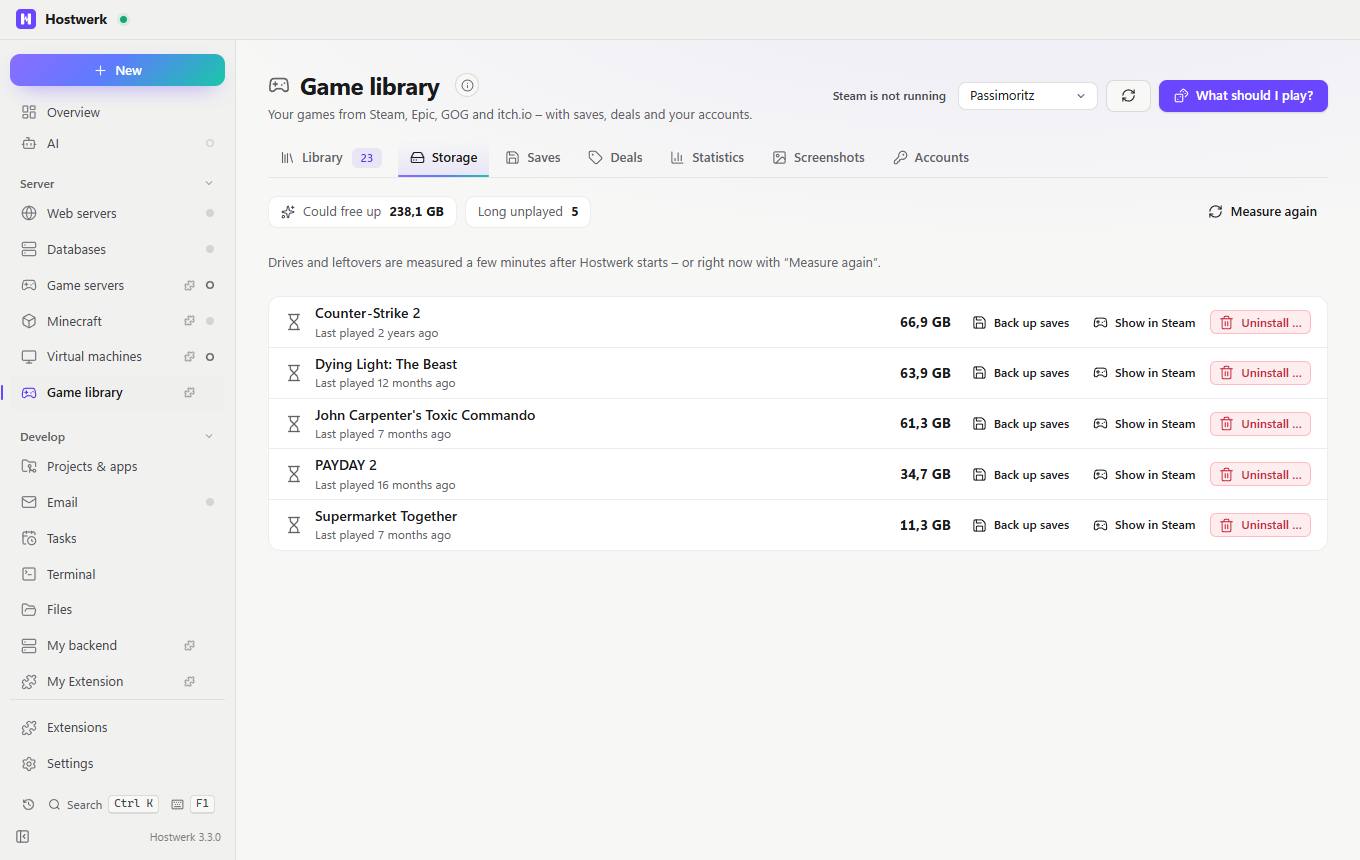 Hostwerk
New
Overview
AI
Server
Web servers
Databases
Game servers
Minecraft
Virtual machines
Game library
Develop
Projects & apps
Email
Tasks
Terminal
Files
My backend
My Extension
Extensions
Settings
Search Ctrl K F1
Hostwerk 3.3.0
Game library
Your games from Steam, Epic, GOG and itch.io – with saves, deals and your accounts.
Steam is not running Passimoritz What should I play?
Library 23 Storage Saves Deals Statistics Screenshots Accounts
Could free up 238,1 GB Long unplayed 5 Measure again
Drives and leftovers are measured a few minutes after Hostwerk starts – or right now with “Measure again”.
Counter-Strike 2
Last played 2 years ago
66,9 GB Back up saves Show in Steam Uninstall ...
Dying Light: The Beast
Last played 12 months ago
63,9 GB Back up saves Show in Steam Uninstall ...
John Carpenter's Toxic Commando
Last played 7 months ago
61,3 GB Back up saves Show in Steam Uninstall ...
PAYDAY 2
Last played 16 months ago
34,7 GB Back up saves Show in Steam Uninstall ...
Supermarket Together
Last played 7 months ago
11,3 GB Back up saves Show in Steam Uninstall ...